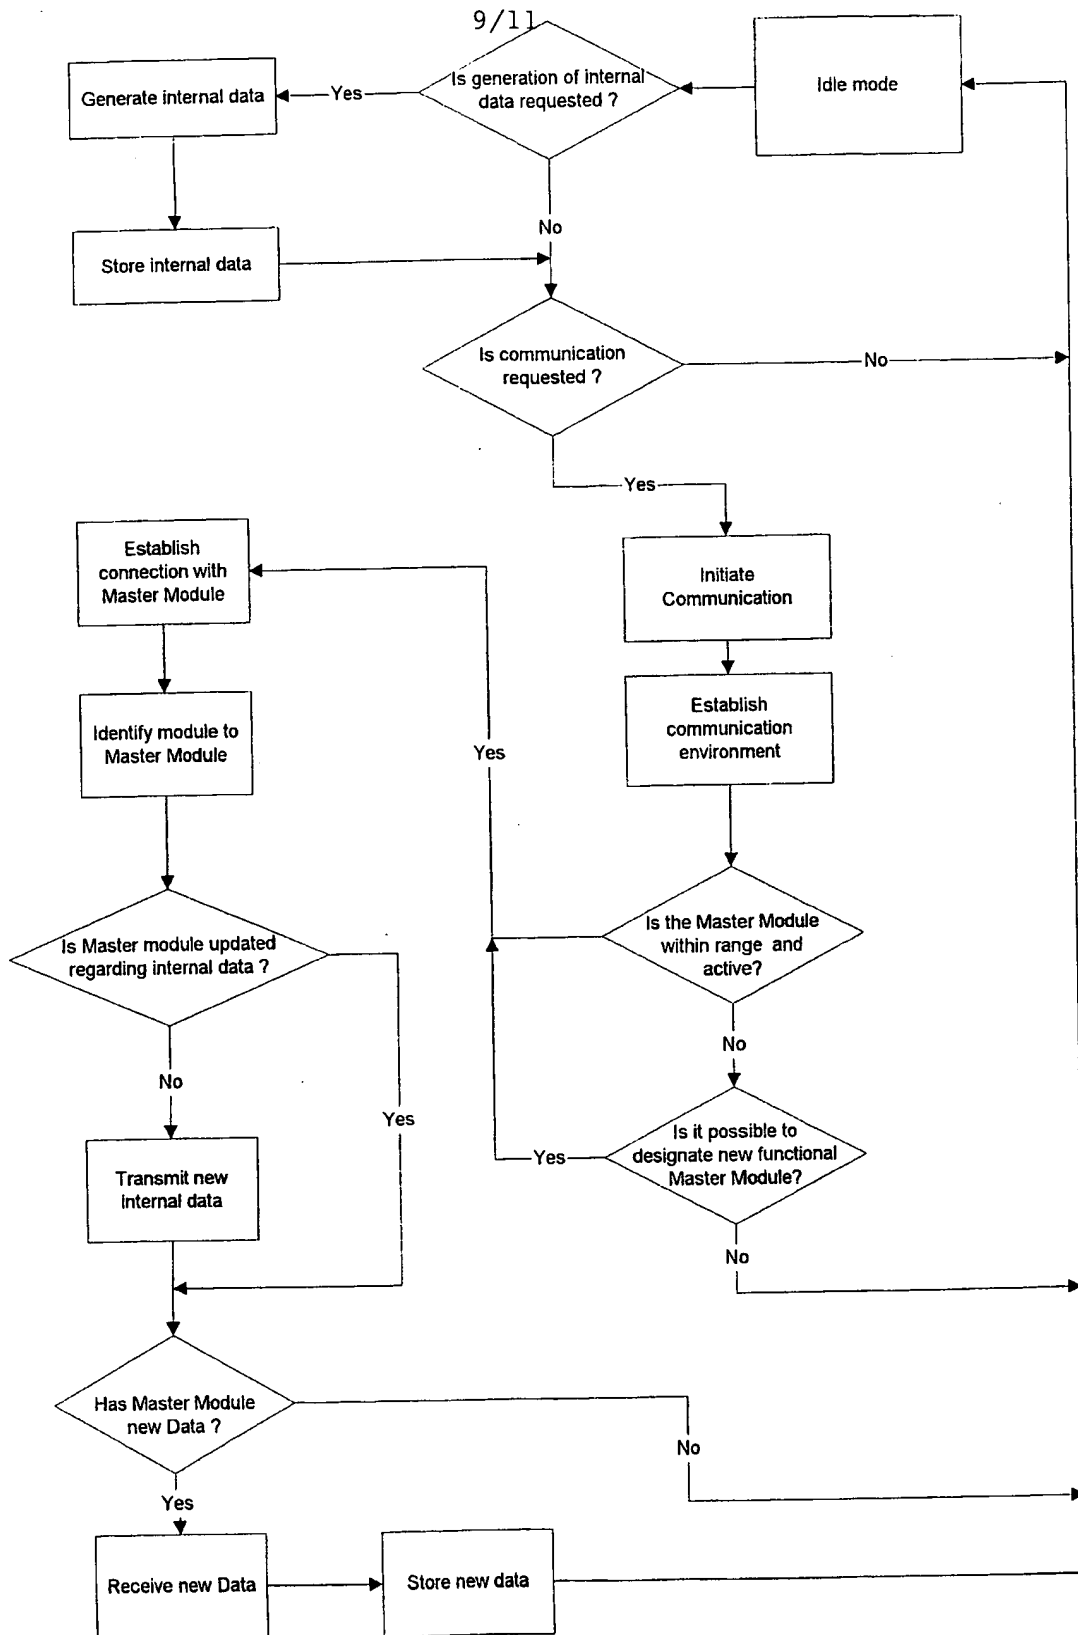 9/11
Generate internal data
Yes
Is generation of internal
data requested ?
Idle mode
No
Store internal data
Is communication
requested ?
No
Yes
Establish
connection with
Master Module
Initiate
Communication
Identify module to
Master Module
Establish
communication
environment
Yes
Is Master module updated
regarding internal data ?
Is the Master Module
within range and
active?
No
No
Yes
Is it possible to
designate new functional
Master Module?
Yes
Transmit new
internal data
No
Has Master Module
new Data ?
No
Yes
Receive new Data
Store new data